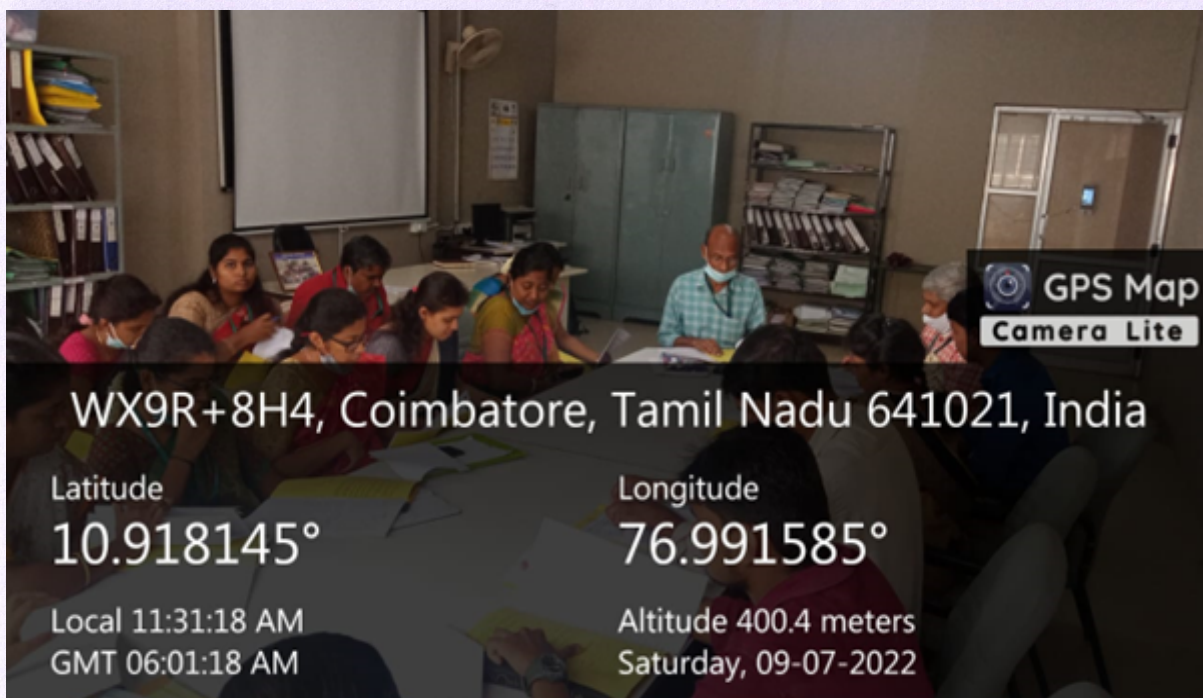 GPS Map
Camera Lite
WX9R+8H4, Coimbatore, Tamil Nadu 641021, India
Latitude
10.918145°
Longitude
76.991585°
Local 11:31:18 AM
GMT 06:01:18 AM
Altitude 400.4 meters
Saturday, 09-07-2022